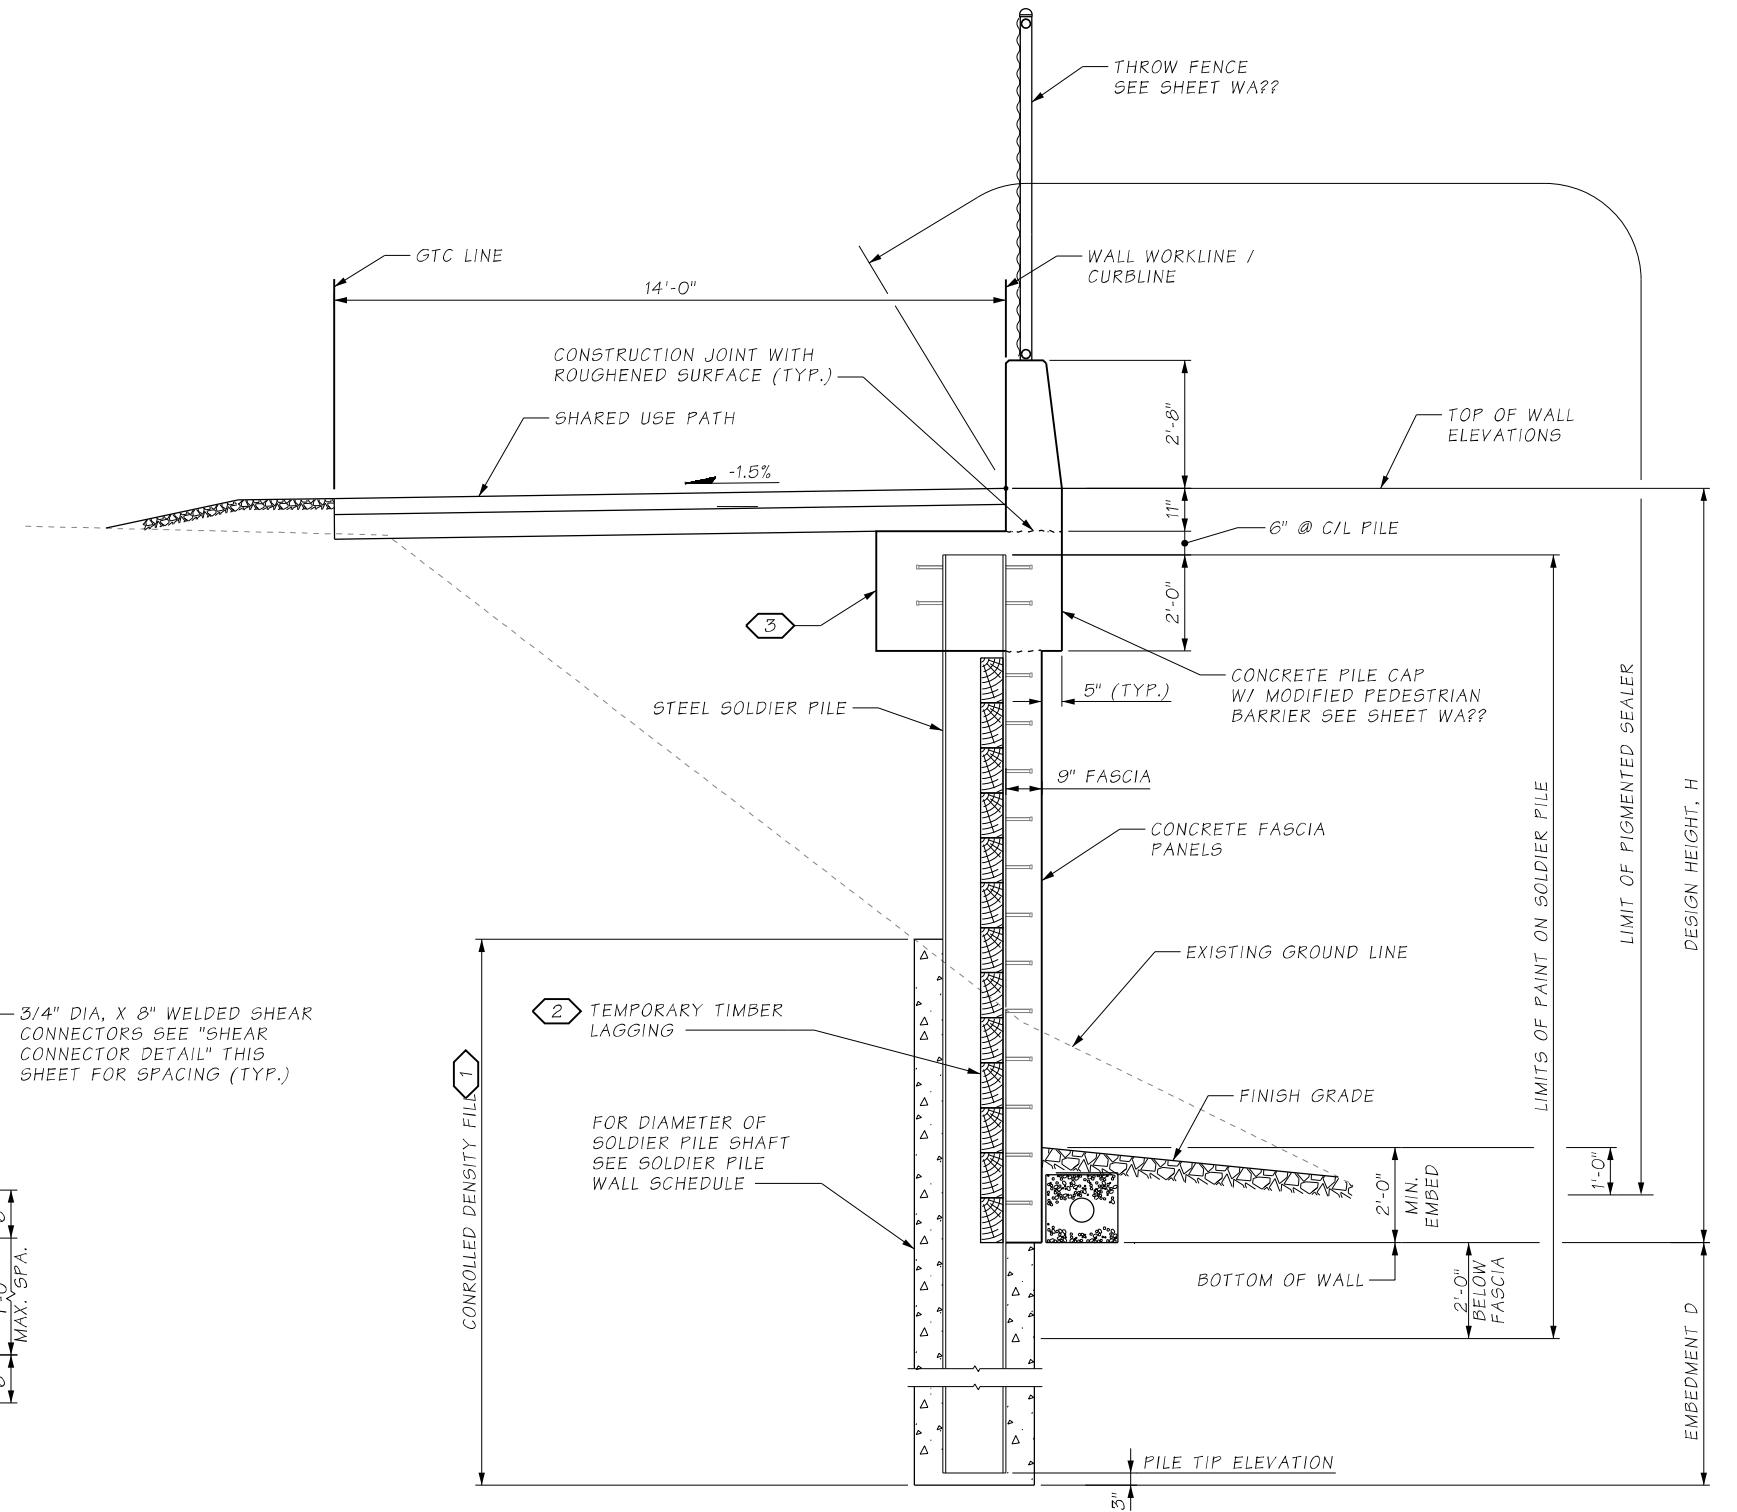 THROW FENCE
SEE SHEET WA??
GTC LINE
WALL WORKLINE /
CURBLINE
14'-0"
CONSTRUCTION JOINT WITH
ROUGHENED SURFACE (TYP.)
SHARED USE PATH
-1.5%
2'-8"
TOP OF WALL
ELEVATIONS
11"
6" @ C/L PILE
2'-0"
3
CONCRETE PILE CAP
W/ MODIFIED PEDESTRIAN
BARRIER SEE SHEET WA??
5" (TYP.)
STEEL SOLDIER PILE
9" FASCIA
CONCRETE FASCIA
PANELS
LIMITS OF PAINT ON SOLDIER PILE
LIMIT OF PIGMENTED SEALER
DESIGN HEIGHT, H
EXISTING GROUND LINE
3/4" DIA, X 8" WELDED SHEAR
CONNECTORS SEE "SHEAR
CONNECTOR DETAIL" THIS
SHEET FOR SPACING (TYP.)
2
TEMPORARY TIMBER
LAGGING
1
CONROLLED DENSITY FILL
FINISH GRADE
FOR DIAMETER OF
SOLDIER PILE SHAFT
SEE SOLDIER PILE
WALL SCHEDULE
2'-0"
MIN.
EMBED
1'-0"
BOTTOM OF WALL
2'-0"
BELOW
FASCIA
MAX. SPA.
EMBEDMENT D
PILE TIP ELEVATION
3"